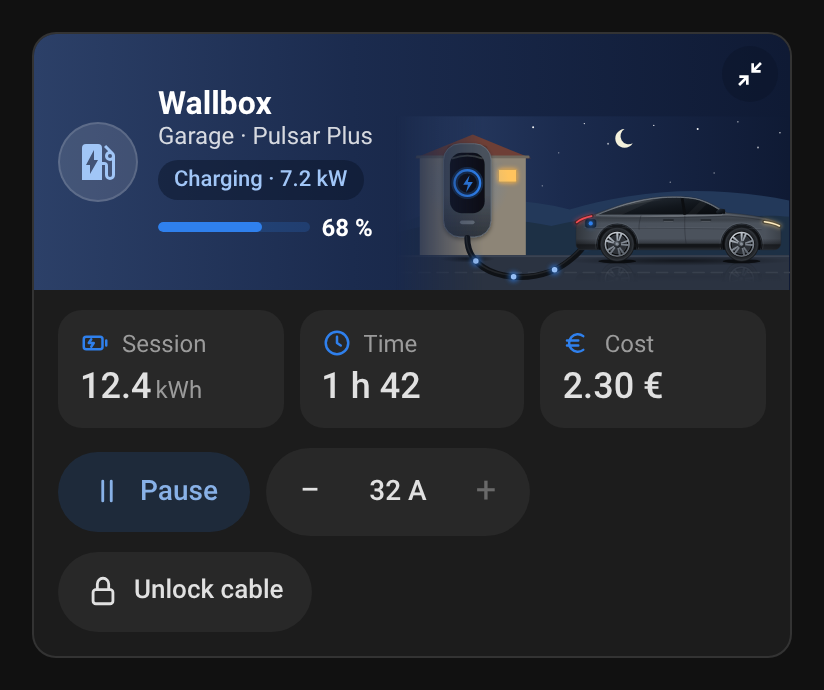 Wallbox
Garage · Pulsar Plus
Charging · 7.2 kW
68 %
Session
12.4 kWh
Time
1 h 42
Cost
2.30 €
Pause
− 32 A +
Unlock cable